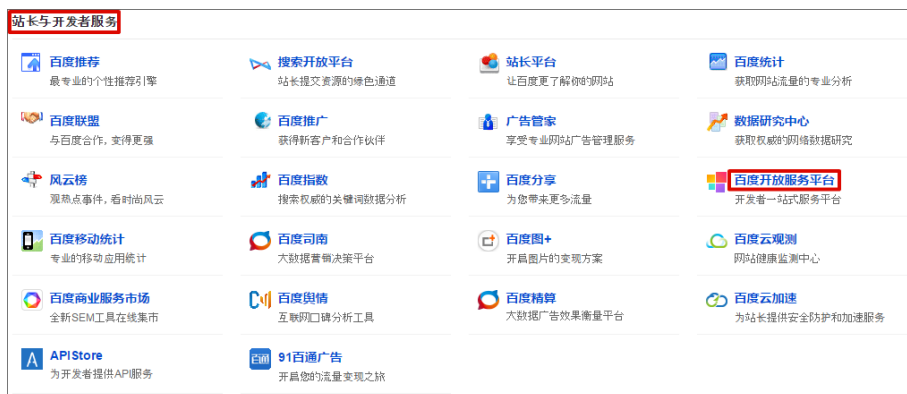 站长与开发者服务
百度推荐 搜索开放平台 站长平台 百度统计
最专业的个性推荐引擎 站长提交资源的绿色通道 让百度更了解你的网站 获取网站流量的专业分析
百度联盟 百度推广 广告管家 数据研究中心
与百度合作, 变得更强 获得新客户和合作伙伴 享受专业网站广告管理服务 获取权威的网络数据研究
风云榜 百度指数 百度分享 百度开放服务平台
观热点事件, 看时尚风云 搜索权威的关键词数据分析 为您带来更多流量 开发者一站式服务平台
百度移动统计 百度司南 百度图+ 百度云观测
专业的移动应用统计 大数据营销决策平台 开启图片的变现方案 网站健康监测中心
百度商业服务市场 百度舆情 百度精算 百度云加速
全新SEM工具在线集市 互联网口碑分析工具 大数据广告效果衡量平台 为站长提供安全防护和加速服务
APIStore 百通 91百通广告
为开发者提供API服务 开启您的流量变现之旅